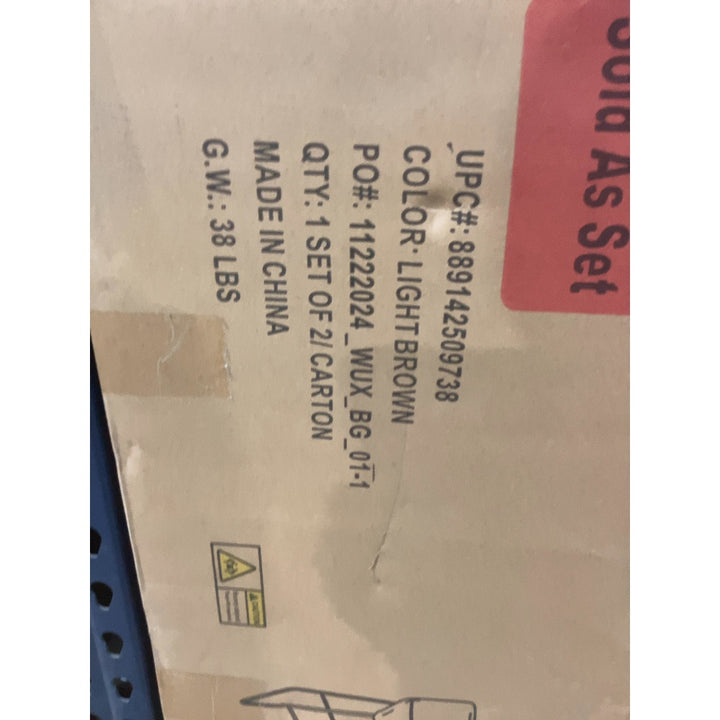 As Set
UPC#: 889142509738
COLOR: LIGHT BROWN
PO#: 11222024_WUX_BG_01-1
QTY: 1 SET OF 2/ CARTON
MADE IN CHINA
G.W.: 38 LBS